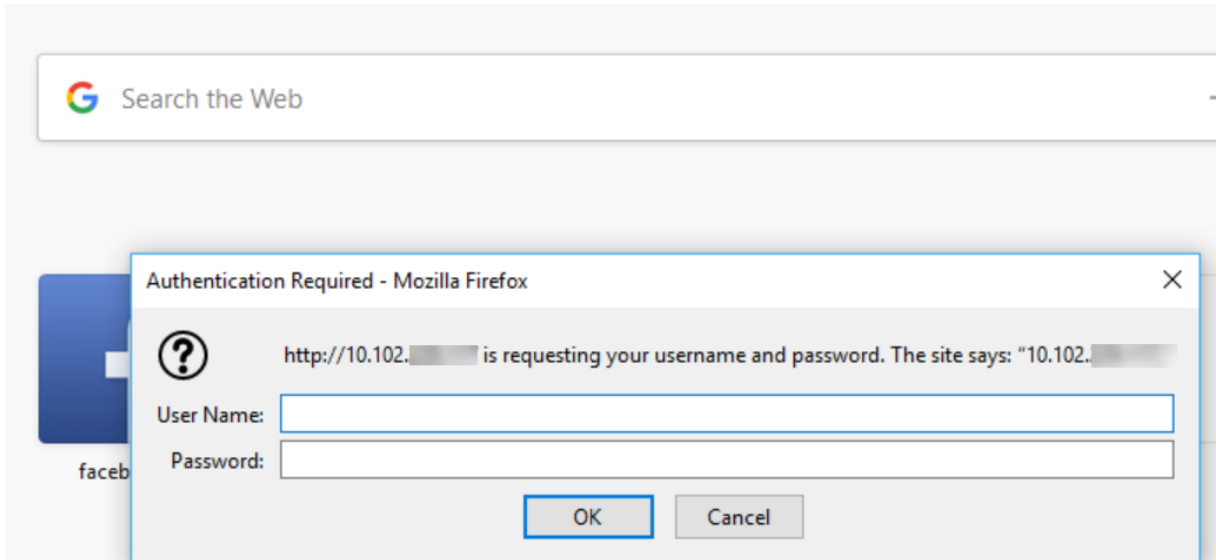 Search the Web
Authentication Required - Mozilla Firefox
http://10.102. is requesting your username and password. The site says: “10.102.
User Name:
Password:
faceb
OK Cancel